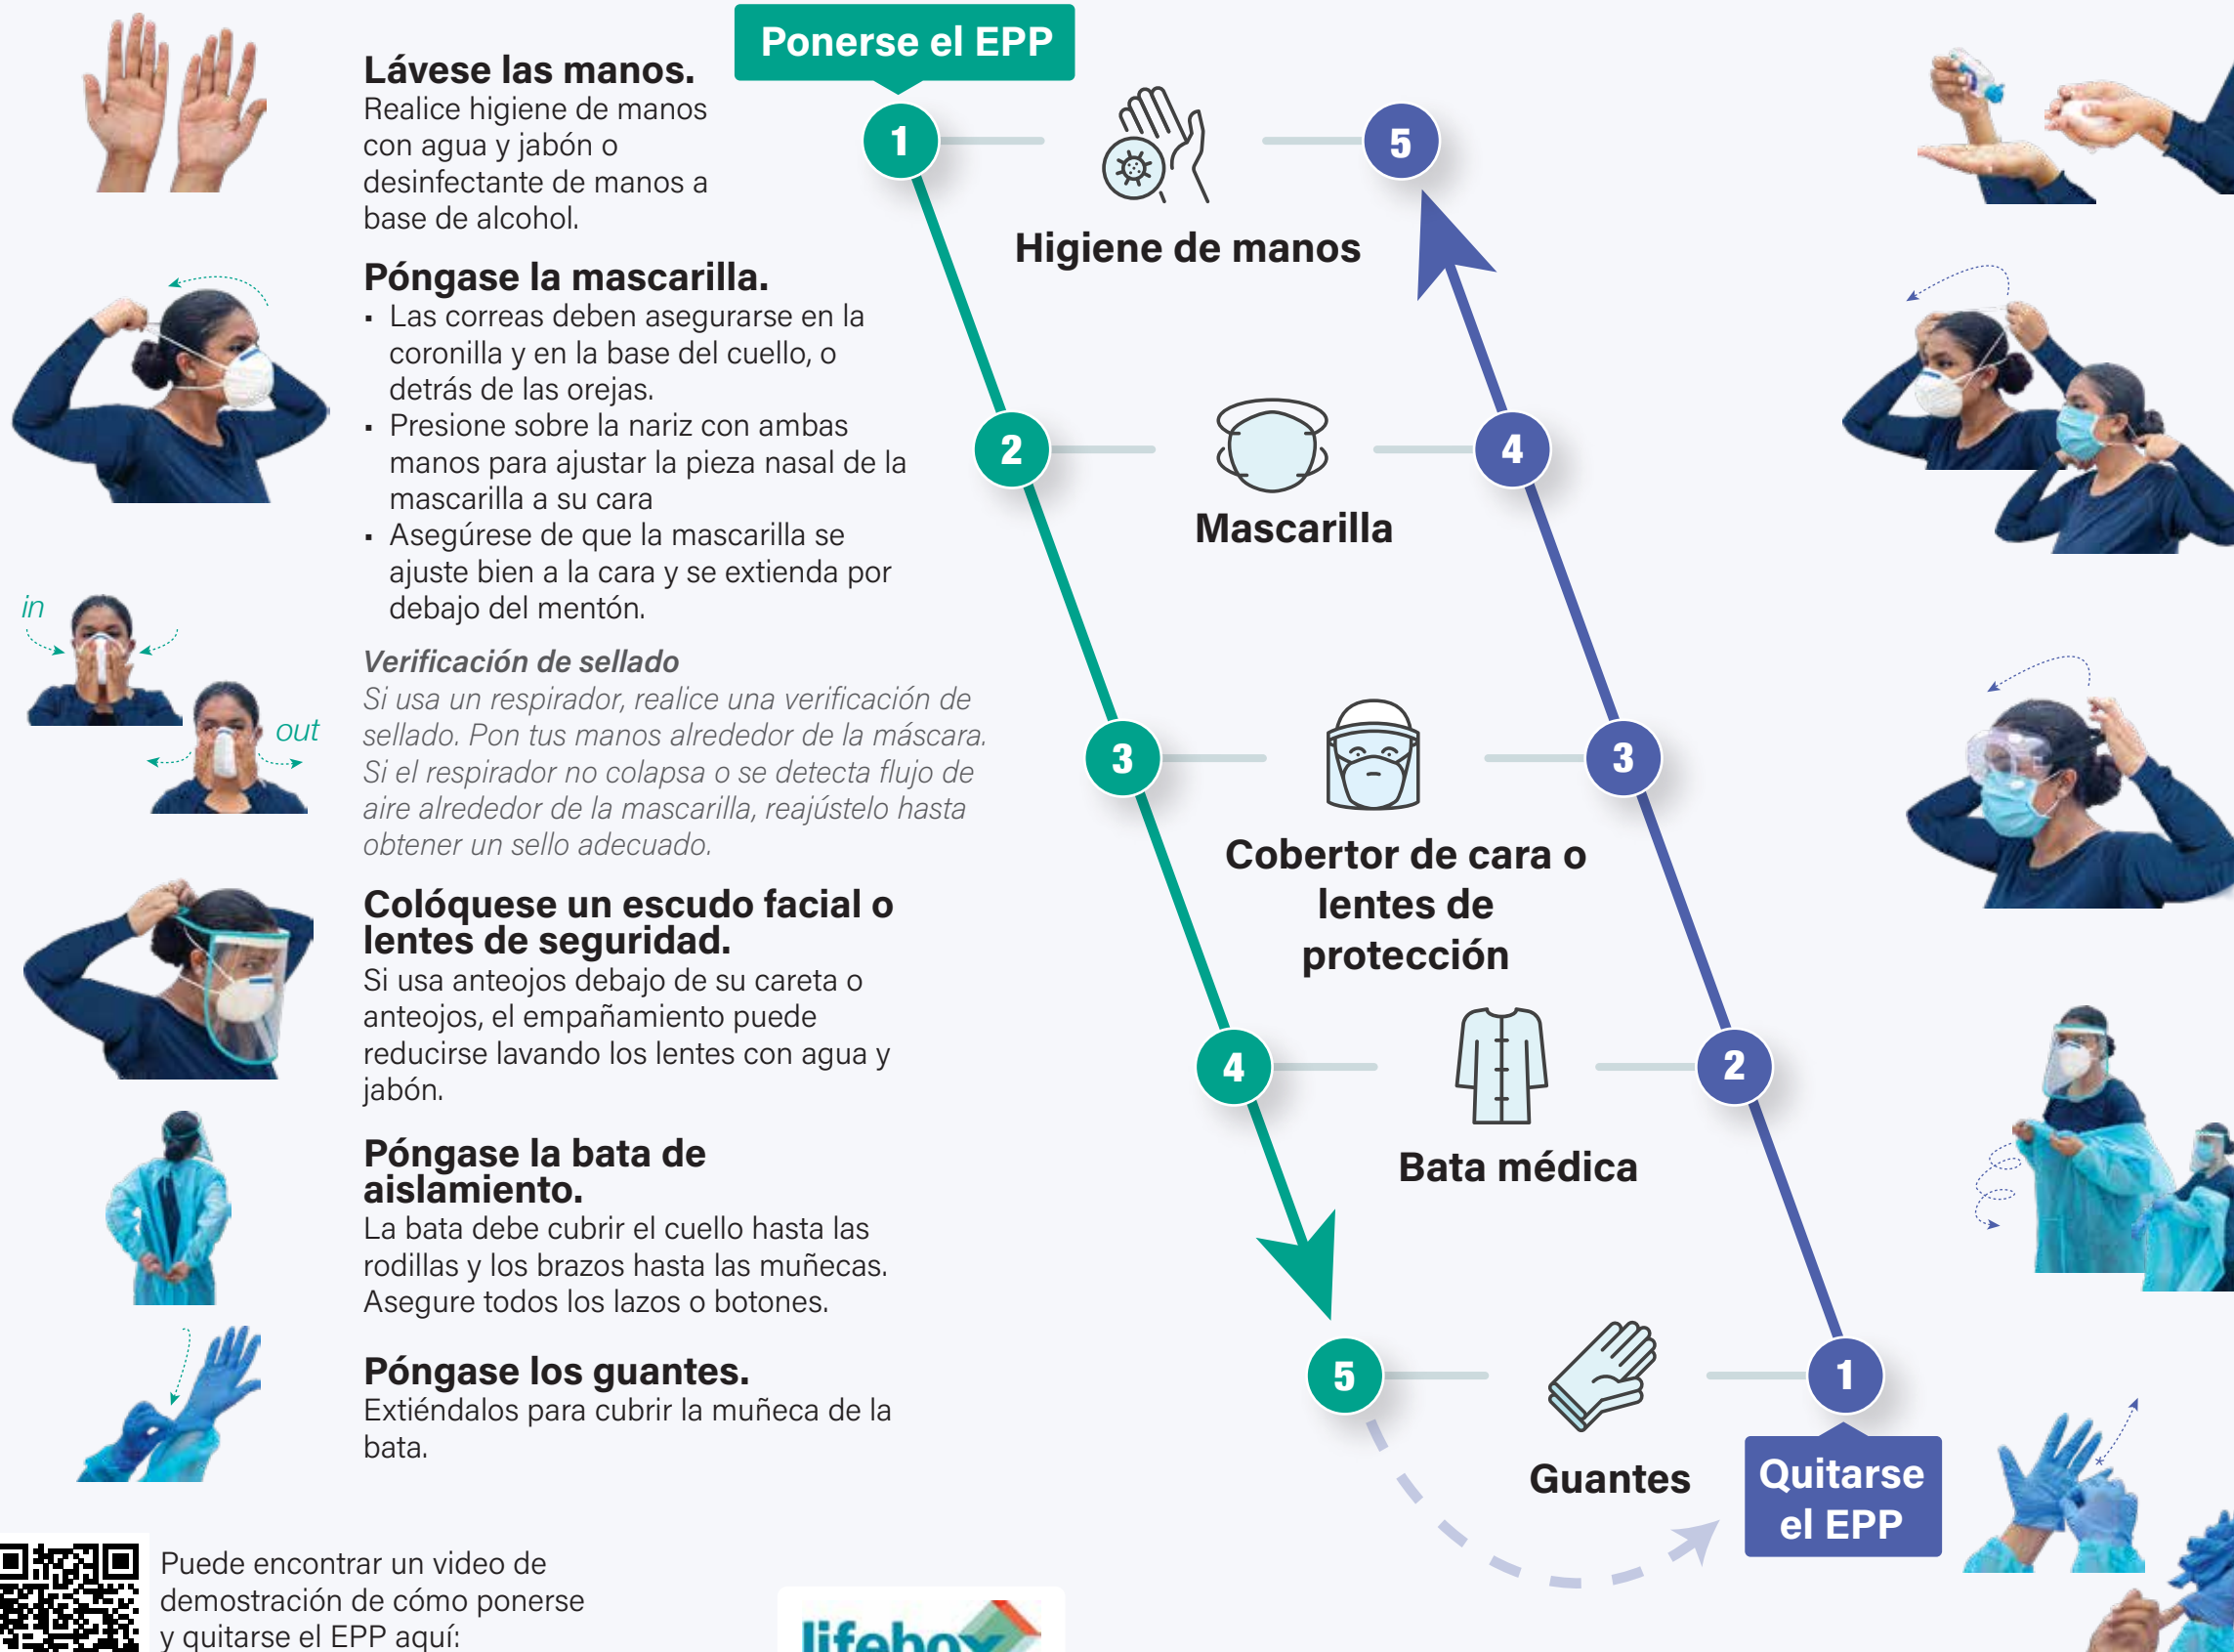 Ponerse el EPP
Lávese las manos.
Realice higiene de manos
con agua y jabón o
desinfectante de manos a
base de alcohol.
Póngase la mascarilla.
▪ Las correas deben asegurarse en la
coronilla y en la base del cuello, o
detrás de las orejas.
▪ Presione sobre la nariz con ambas
manos para ajustar la pieza nasal de la
mascarilla a su cara
▪ Asegúrese de que la mascarilla se
ajuste bien a la cara y se extienda por
debajo del mentón.
in
out
Verificación de sellado
Si usa un respirador, realice una verificación de
sellado. Pon tus manos alrededor de la máscara.
Si el respirador no colapsa o se detecta flujo de
aire alrededor de la mascarilla, reajústelo hasta
obtener un sello adecuado.
Colóquese un escudo facial o
lentes de seguridad.
Si usa anteojos debajo de su careta o
anteojos, el empañamiento puede
reducirse lavando los lentes con agua y
jabón.
Póngase la bata de
aislamiento.
La bata debe cubrir el cuello hasta las
rodillas y los brazos hasta las muñecas.
Asegure todos los lazos o botones.
Póngase los guantes.
Extiéndalos para cubrir la muñeca de la
bata.
1
5
Higiene de manos
2
4
Mascarilla
3
3
Cobertor de cara o
lentes de
protección
4
2
Bata médica
5
1
Guantes
Quitarse
el EPP
*
Puede encontrar un video de
demostración de cómo ponerse
y quitarse el EPP aquí:
lifebox